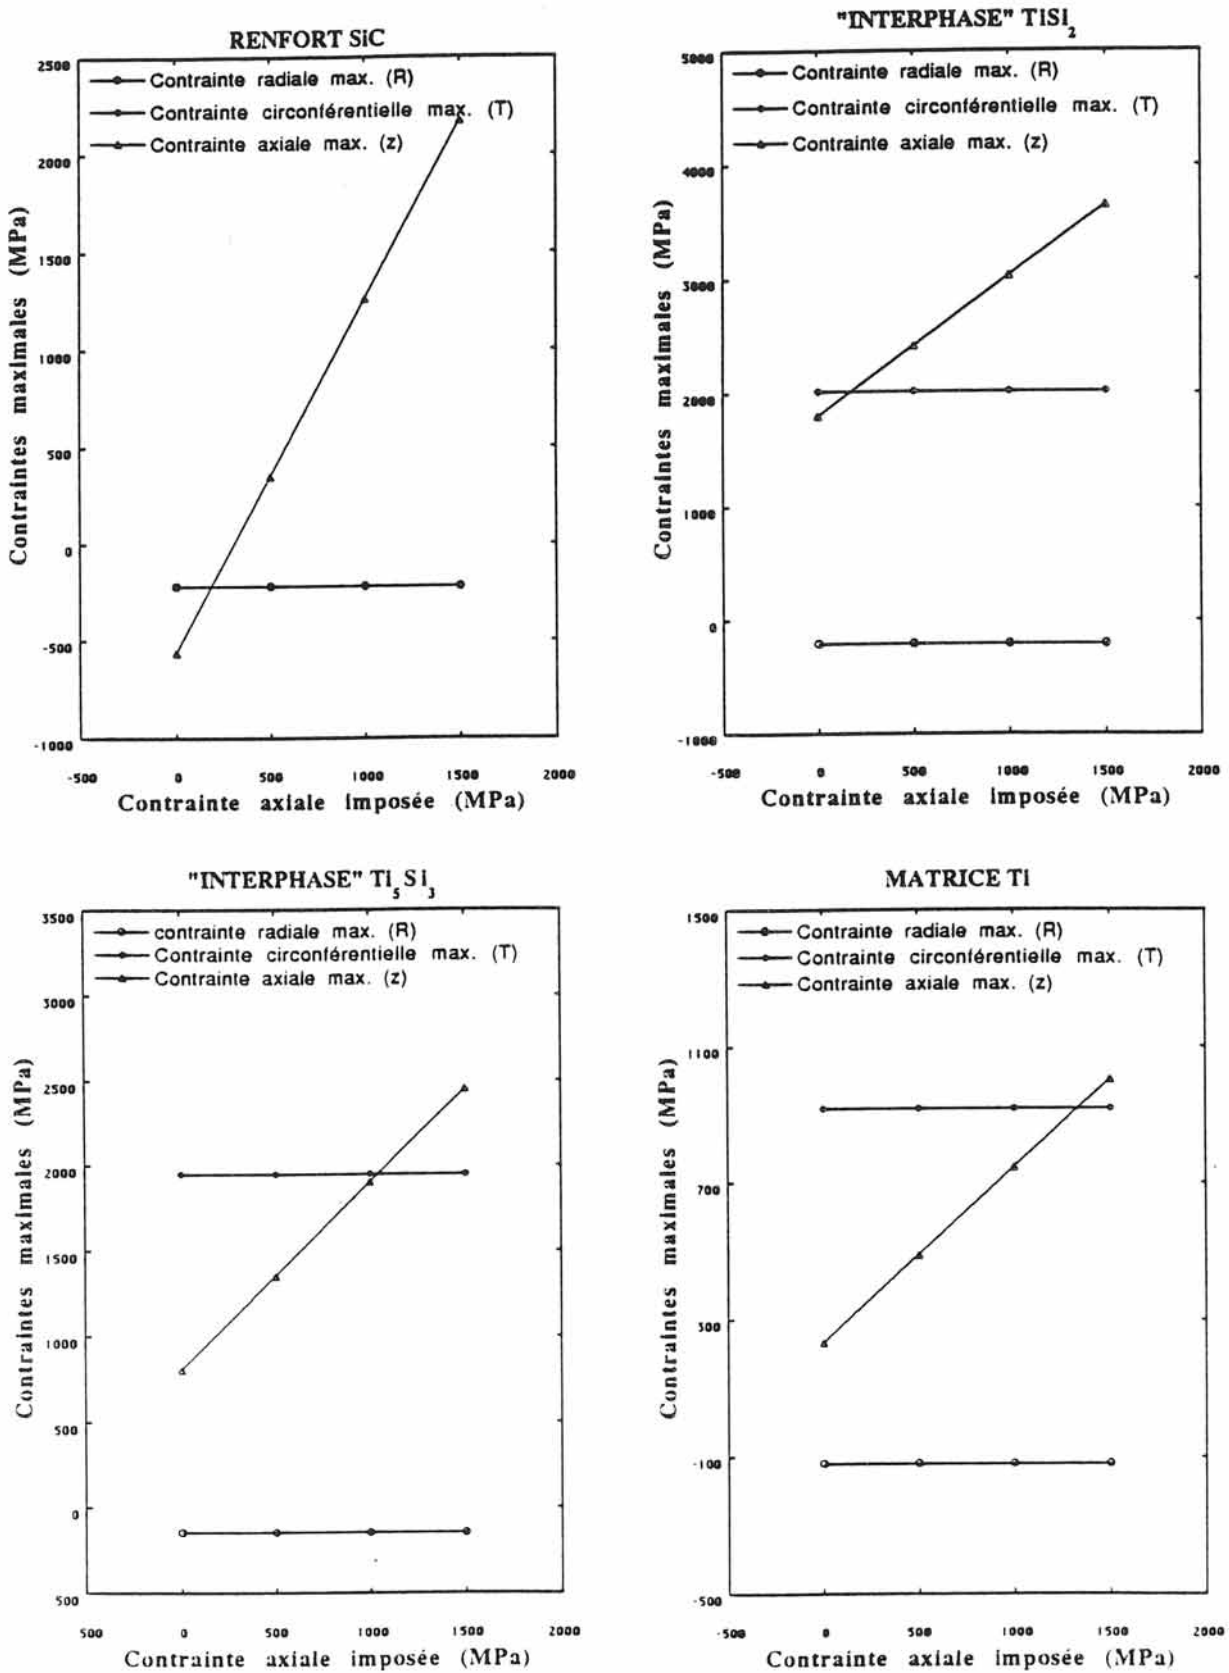 RENFORT SiC
2500
Contrainte radiale max. (R)
Contrainte circonférentielle max. (T)
Contrainte axiale max. (z)
2000
1500
1000
500
0
-500
-1000
-500 0 500 1000 1500 2000
Contraintes maximales (MPa)
Contrainte axiale imposée (MPa)
"INTERPHASE" TiSi2
5000
Contrainte radiale max. (R)
Contrainte circonférentielle max. (T)
Contrainte axiale max. (z)
4000
3000
2000
1000
0
-1000
-500 0 500 1000 1500 2000
Contraintes maximales (MPa)
Contrainte axiale imposée (MPa)
"INTERPHASE" Ti5Si3
3500
contrainte radiale max. (R)
Contrainte circonférentielle max. (T)
Contrainte axiale max. (z)
3000
2500
2000
1500
1000
500
0
500
500 0 500 1000 1500 2000
Contraintes maximales (MPa)
Contrainte axiale imposée (MPa)
MATRICE Ti
1500
Contrainte radiale max. (R)
Contrainte circonférentielle max. (T)
Contrainte axiale max. (z)
1100
700
300
-100
-500
-500 0 500 1000 1500 2000
Contraintes maximales (MPa)
Contrainte axiale imposée (MPa)